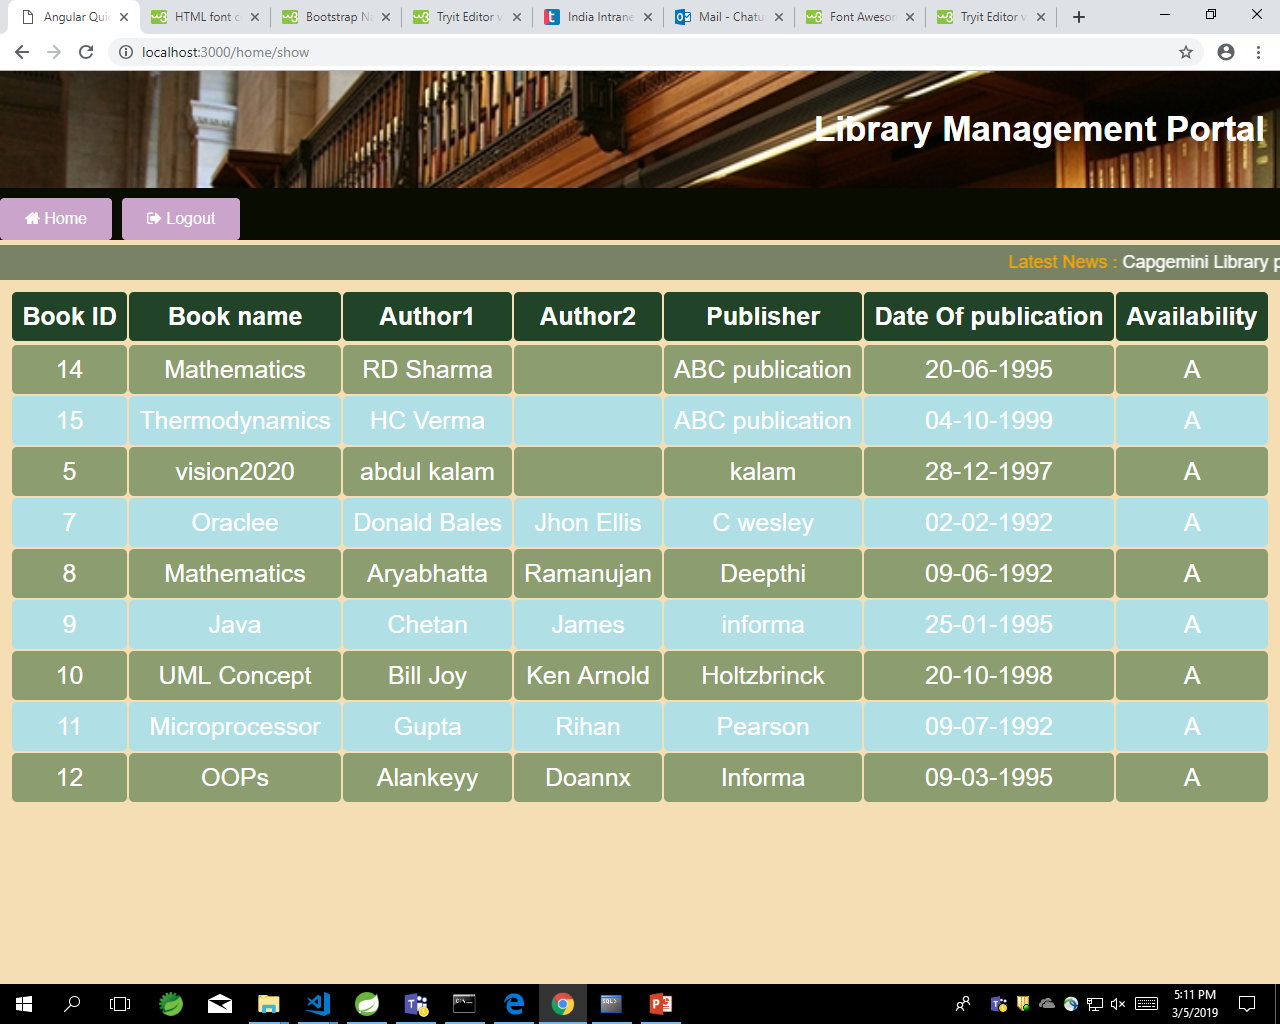 Angular Qui
HTML font c
Bootstrap Na
Tryit Editor v
India Intrane
Mail - Chatu
Font Aweson
Tryit Editor v
localhost:3000/home/show
Library Management Portal
Home Logout
Latest News : Capgemini Library p
Book ID Book name Author1 Author2 Publisher Date Of publication Availability
14 Mathematics RD Sharma ABC publication 20-06-1995 A
15 Thermodynamics HC Verma ABC publication 04-10-1999 A
5 vision2020 abdul kalam kalam 28-12-1997 A
7 Oraclee Donald Bales Jhon Ellis C wesley 02-02-1992 A
8 Mathematics Aryabhatta Ramanujan Deepthi 09-06-1992 A
9 Java Chetan James informa 25-01-1995 A
10 UML Concept Bill Joy Ken Arnold Holtzbrinck 20-10-1998 A
11 Microprocessor Gupta Rihan Pearson 09-07-1992 A
12 OOPs Alankeyy Doannx Informa 09-03-1995 A
5:11 PM
3/5/2019